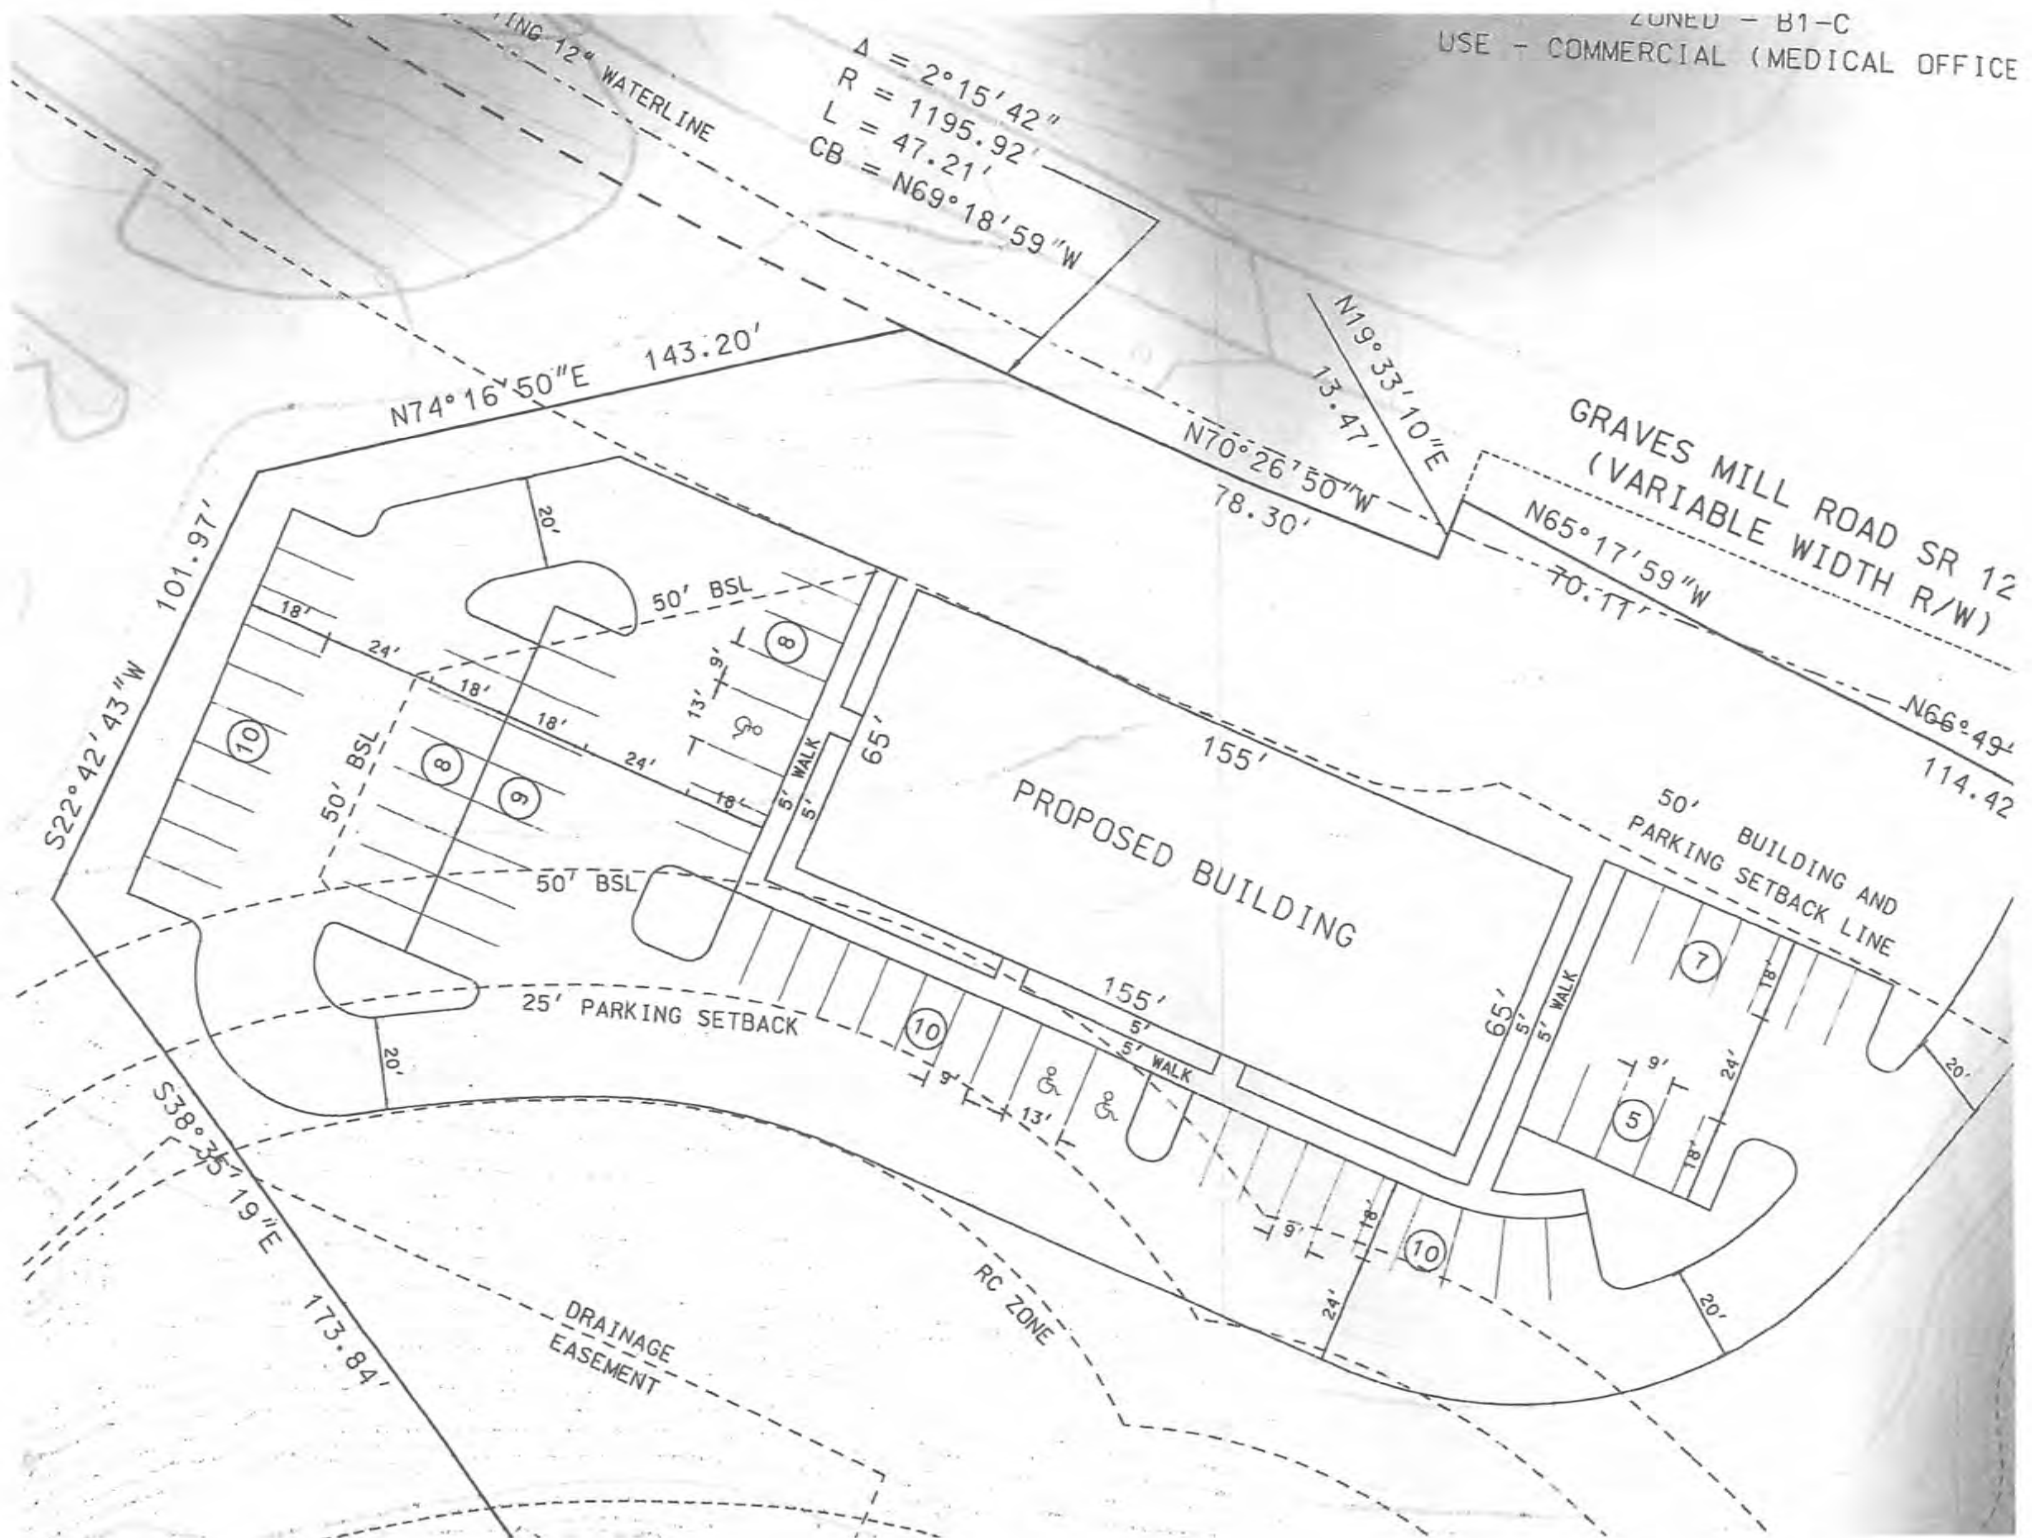 ZONED - B1-C
USE - COMMERCIAL (MEDICAL OFFICE
12" WATERLINE
Δ = 2°15'42"
R = 1195.92'
L = 47.21'
CB = N69°18'59"W
N74°16'50"E 143.20'
N19°33'10"E
13.47'
N70°26'50"W
78.30'
GRAVES MILL ROAD SR 12
(VARIABLE WIDTH R/W)
N65°17'59"W
70.11'
N66°49'
114.42
S22°42'43"W 101.97'
20'
50' BSL
8
18'
24'
9'
13'
18'
18'
24'
18'
10
50' BSL
8
9
5' WALK
5'
65'
155'
PROPOSED BUILDING
50' BUILDING AND
PARKING SETBACK LINE
50' BSL
25' PARKING SETBACK
155'
5'
5' WALK
65'
5'
5' WALK
7
18'
24'
9'
5
18'
20'
10
9'
13'
20'
S38°35'19"E 173.84'
9'
18'
10
24'
20'
RC ZONE
DRAINAGE
EASEMENT